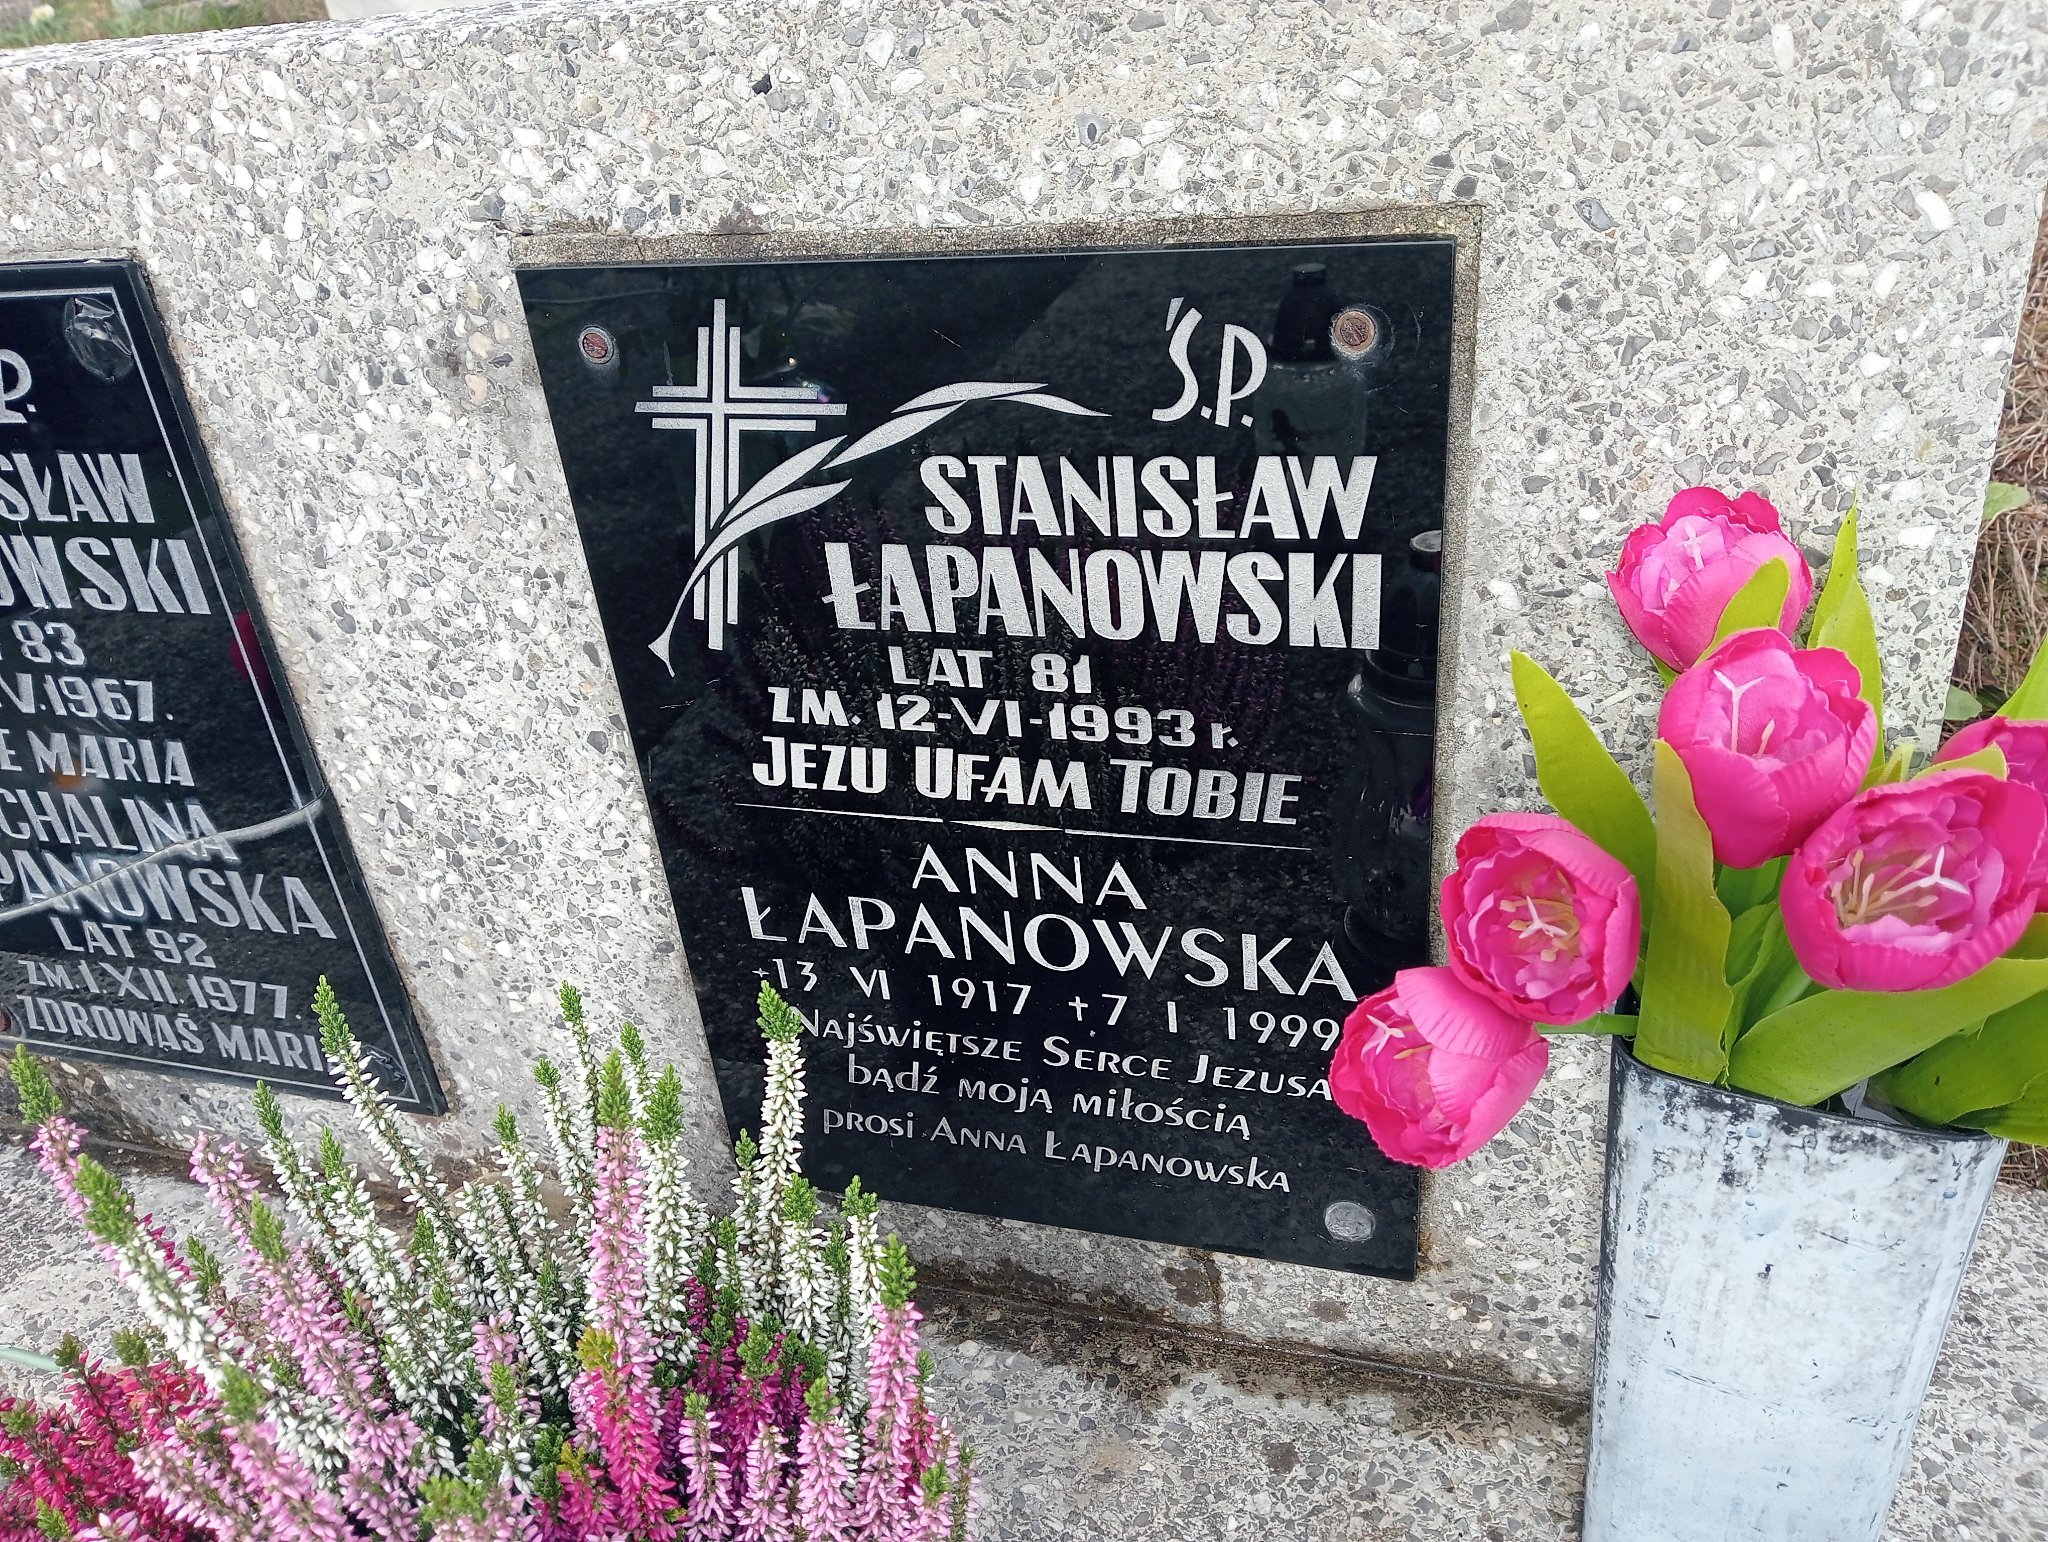 P.
SŁAW
OWSKI
83
V.1967.
E MARIA
CHALINA
PANOWSKA
LAT 92
ZM. I XII. 1977.
ZDROWAŚ MARI
Ś.P.
STANISŁAW
ŁAPANOWSKI
LAT 81
ZM. 12-VI-1993 r.
JEZU UFAM TOBIE
ANNA
ŁAPANOWSKA
*13 VI 1917 +7 I 1999
NAJŚWIĘTSZE SERCE JEZUSA
bądź moją miłością
prosi Anna Łapanowska